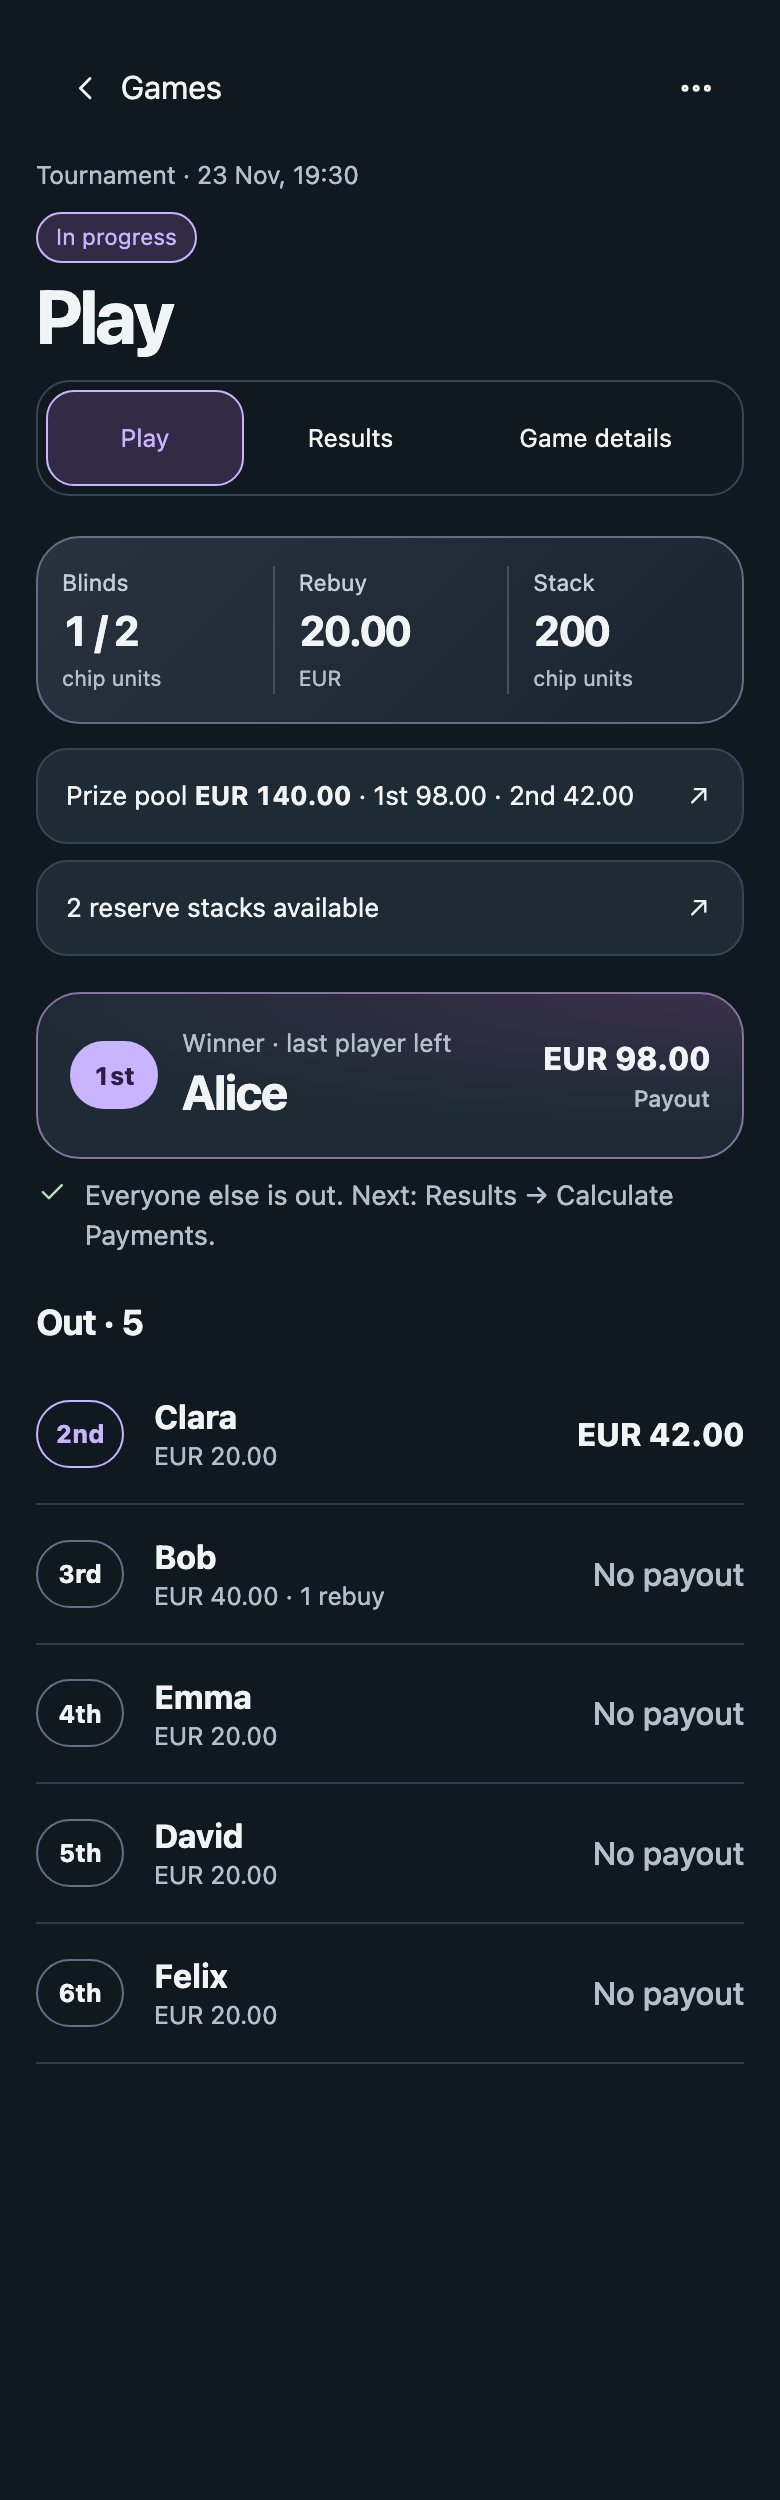 Games
Tournament · 23 Nov, 19:30
In progress
Play
Play
Results
Game details
Blinds
1 / 2
chip units
Rebuy
20.00
EUR
Stack
200
chip units
Prize pool EUR 140.00 · 1st 98.00 · 2nd 42.00
2 reserve stacks available
1st
Winner · last player left
Alice
EUR 98.00
Payout
Everyone else is out. Next: Results → Calculate
Payments.
Out · 5
2nd
Clara
EUR 20.00
EUR 42.00
3rd
Bob
EUR 40.00 · 1 rebuy
No payout
4th
Emma
EUR 20.00
No payout
5th
David
EUR 20.00
No payout
6th
Felix
EUR 20.00
No payout